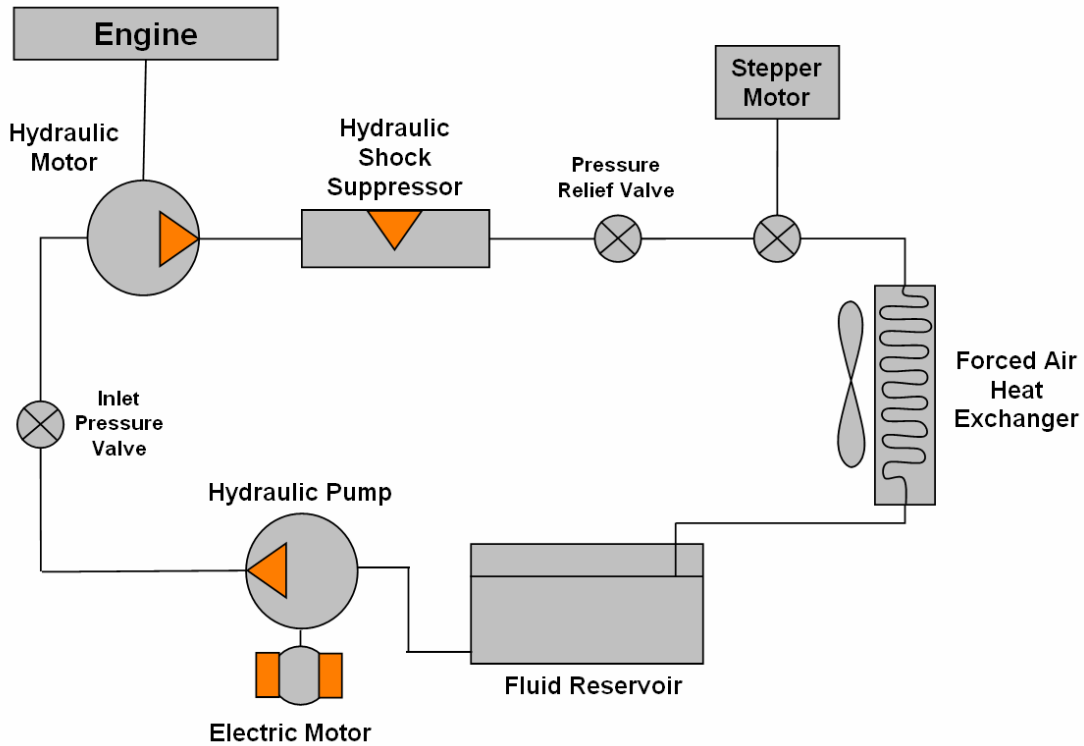 Engine
Stepper
Motor
Hydraulic
Motor
Hydraulic
Shock
Suppressor
Pressure
Relief Valve
Forced Air
Heat
Exchanger
Inlet
Pressure
Valve
Hydraulic Pump
Fluid Reservoir
Electric Motor